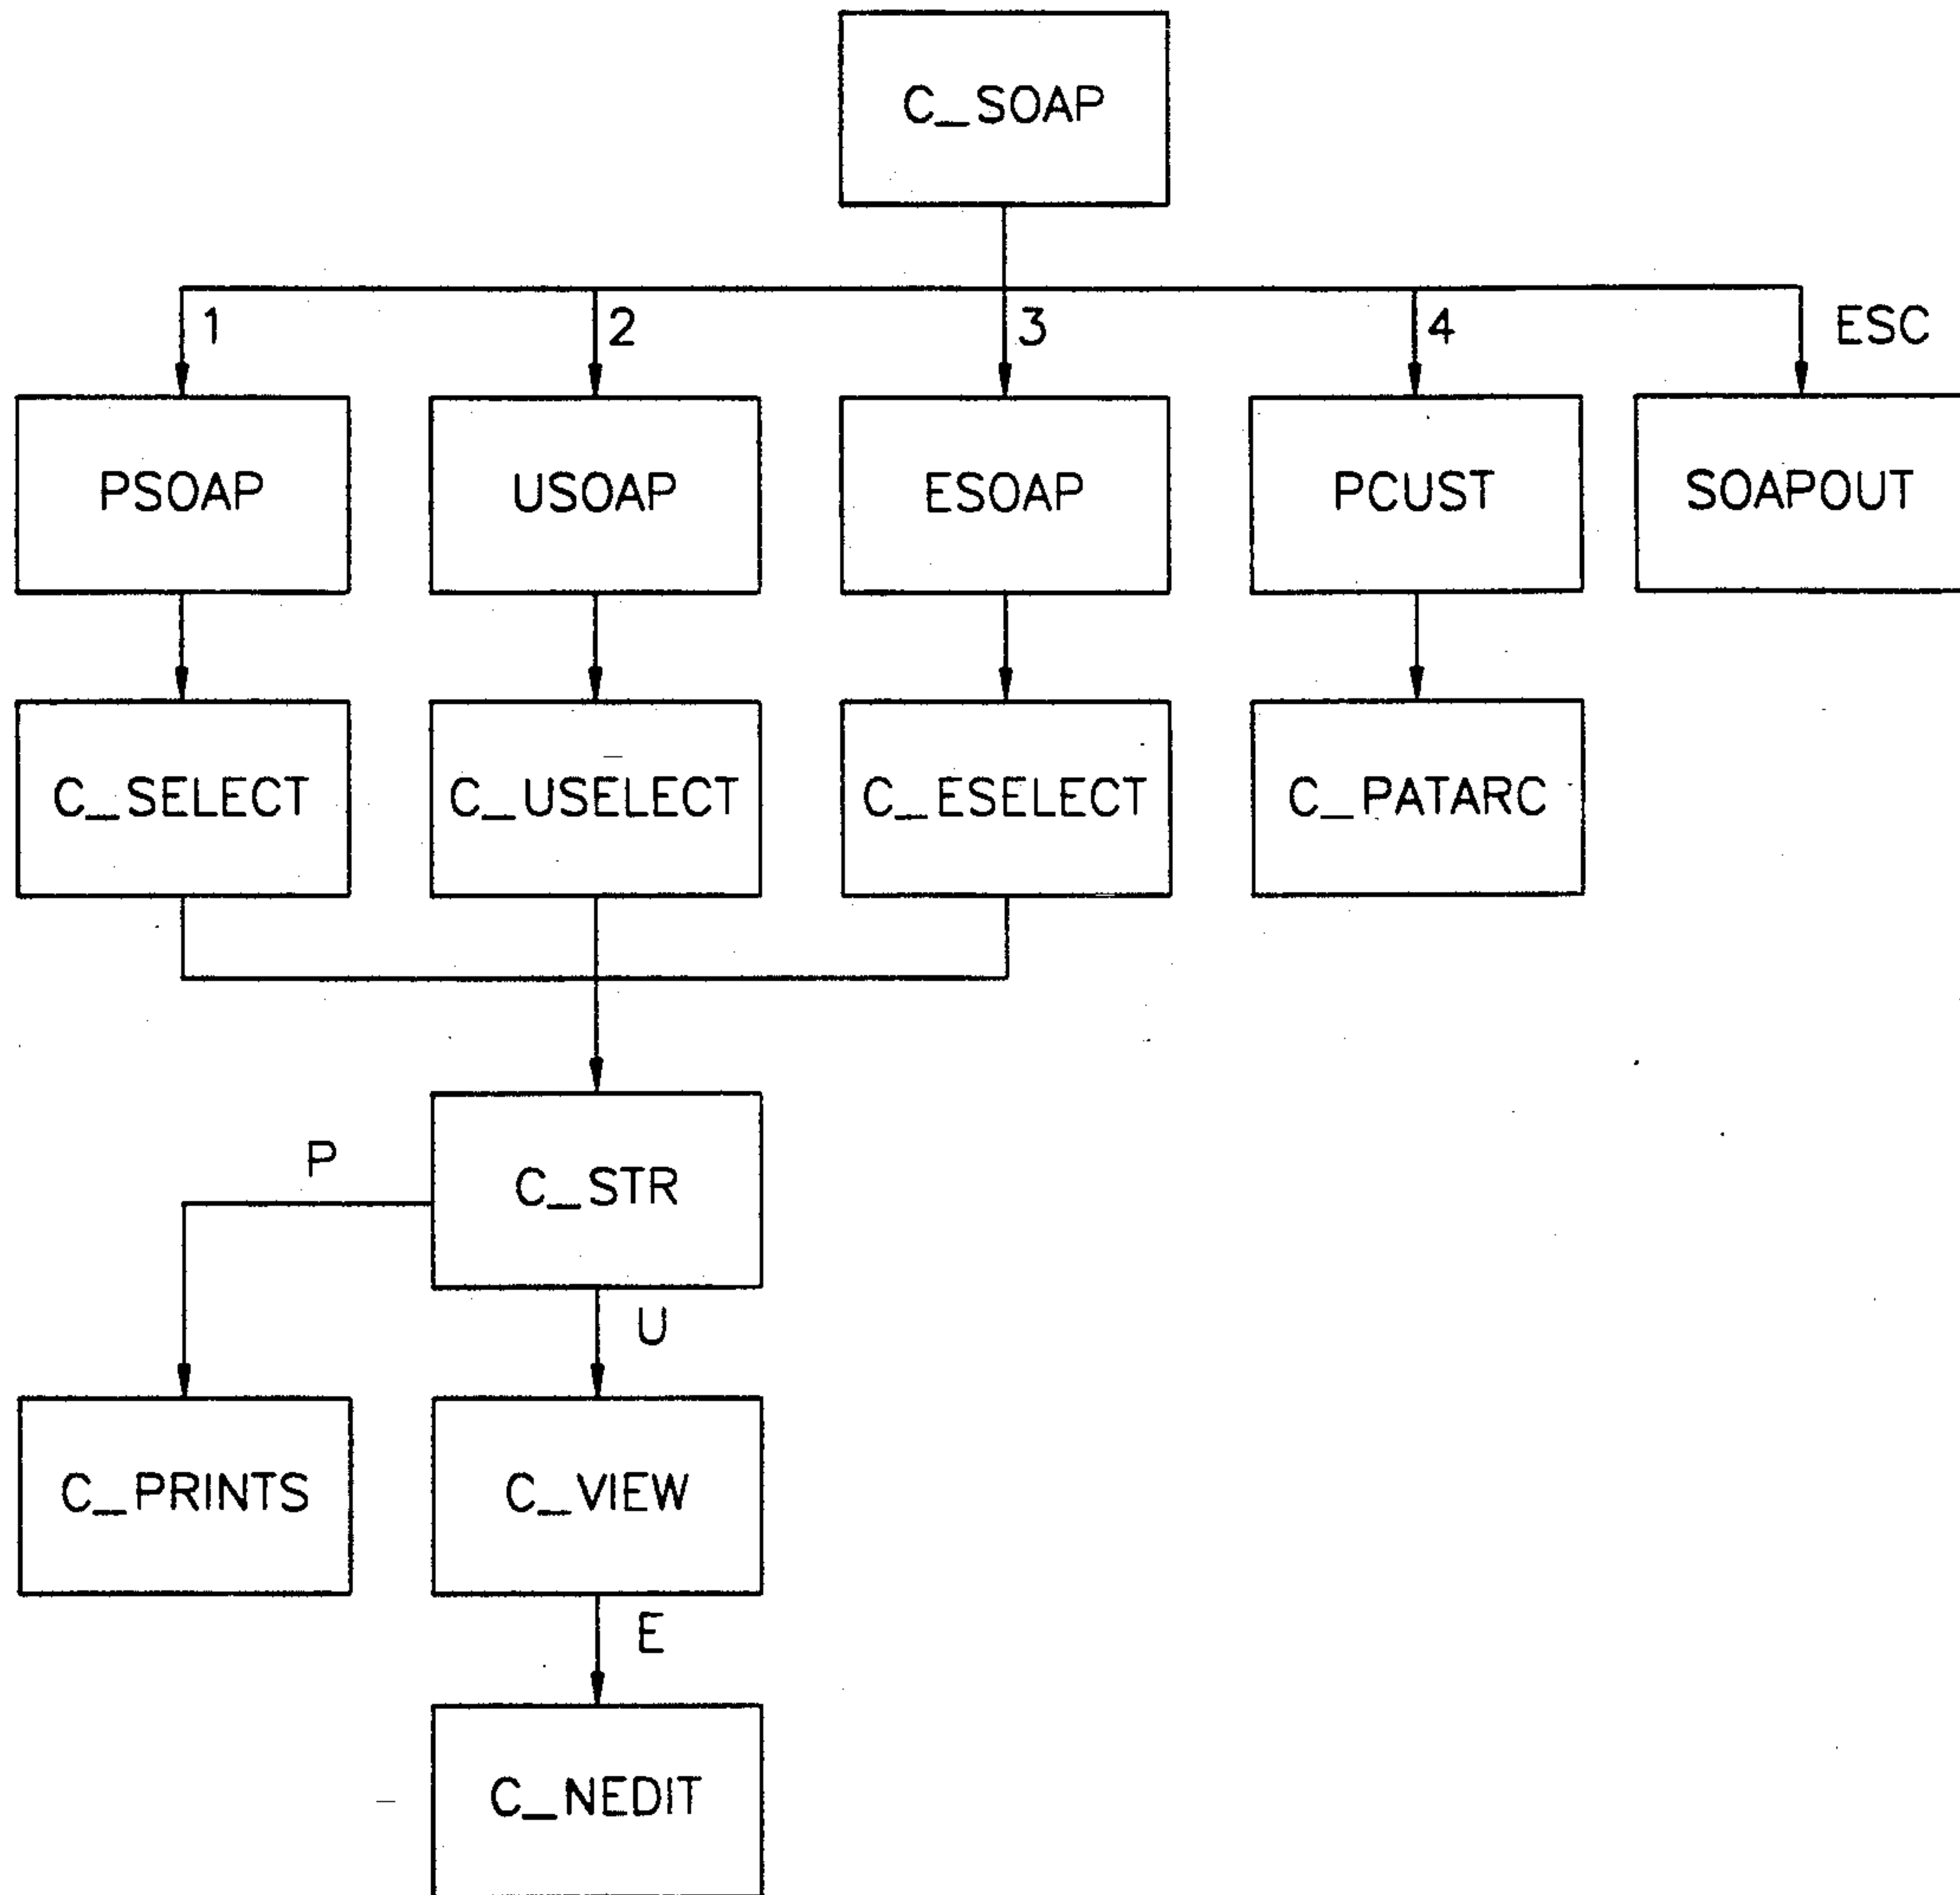 C_SOAP
1
2
3
4
ESC
PSOAP
USOAP
ESOAP
PCUST
SOAPOUT
C_SELECT
C_USELECT
C_ESELECT
C_PATARC
C_STR
P
U
C_PRINTS
C_VIEW
E
C_NEDIT